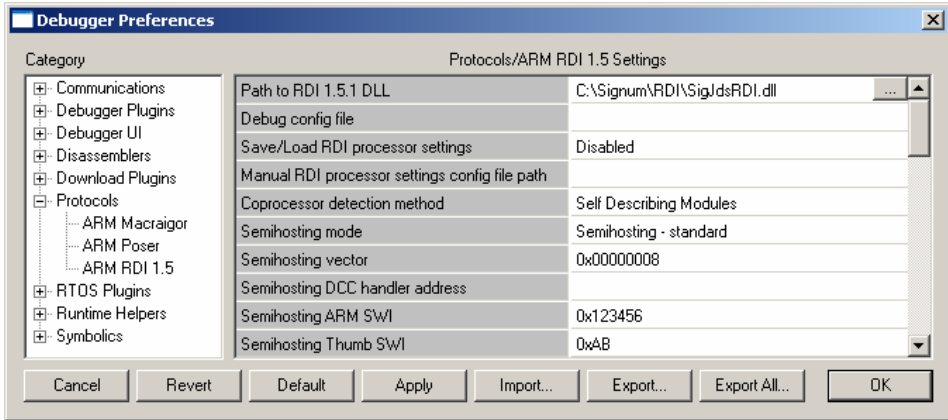 Debugger Preferences
Category
Protocols/ARM RDI 1.5 Settings
Communications
Debugger Plugins
Debugger UI
Disassemblers
Download Plugins
Protocols
ARM Macraigor
ARM Poser
ARM RDI 1.5
RTOS Plugins
Runtime Helpers
Symbolics
Path to RDI 1.5.1 DLL C:\Signum\RDI\SigJdsRDI.dll ...
Debug config file
Save/Load RDI processor settings Disabled
Manual RDI processor settings config file path
Coprocessor detection method Self Describing Modules
Semihosting mode Semihosting - standard
Semihosting vector 0x00000008
Semihosting DCC handler address
Semihosting ARM SWI 0x123456
Semihosting Thumb SWI 0xAB
Cancel Revert Default Apply Import... Export... Export All... OK